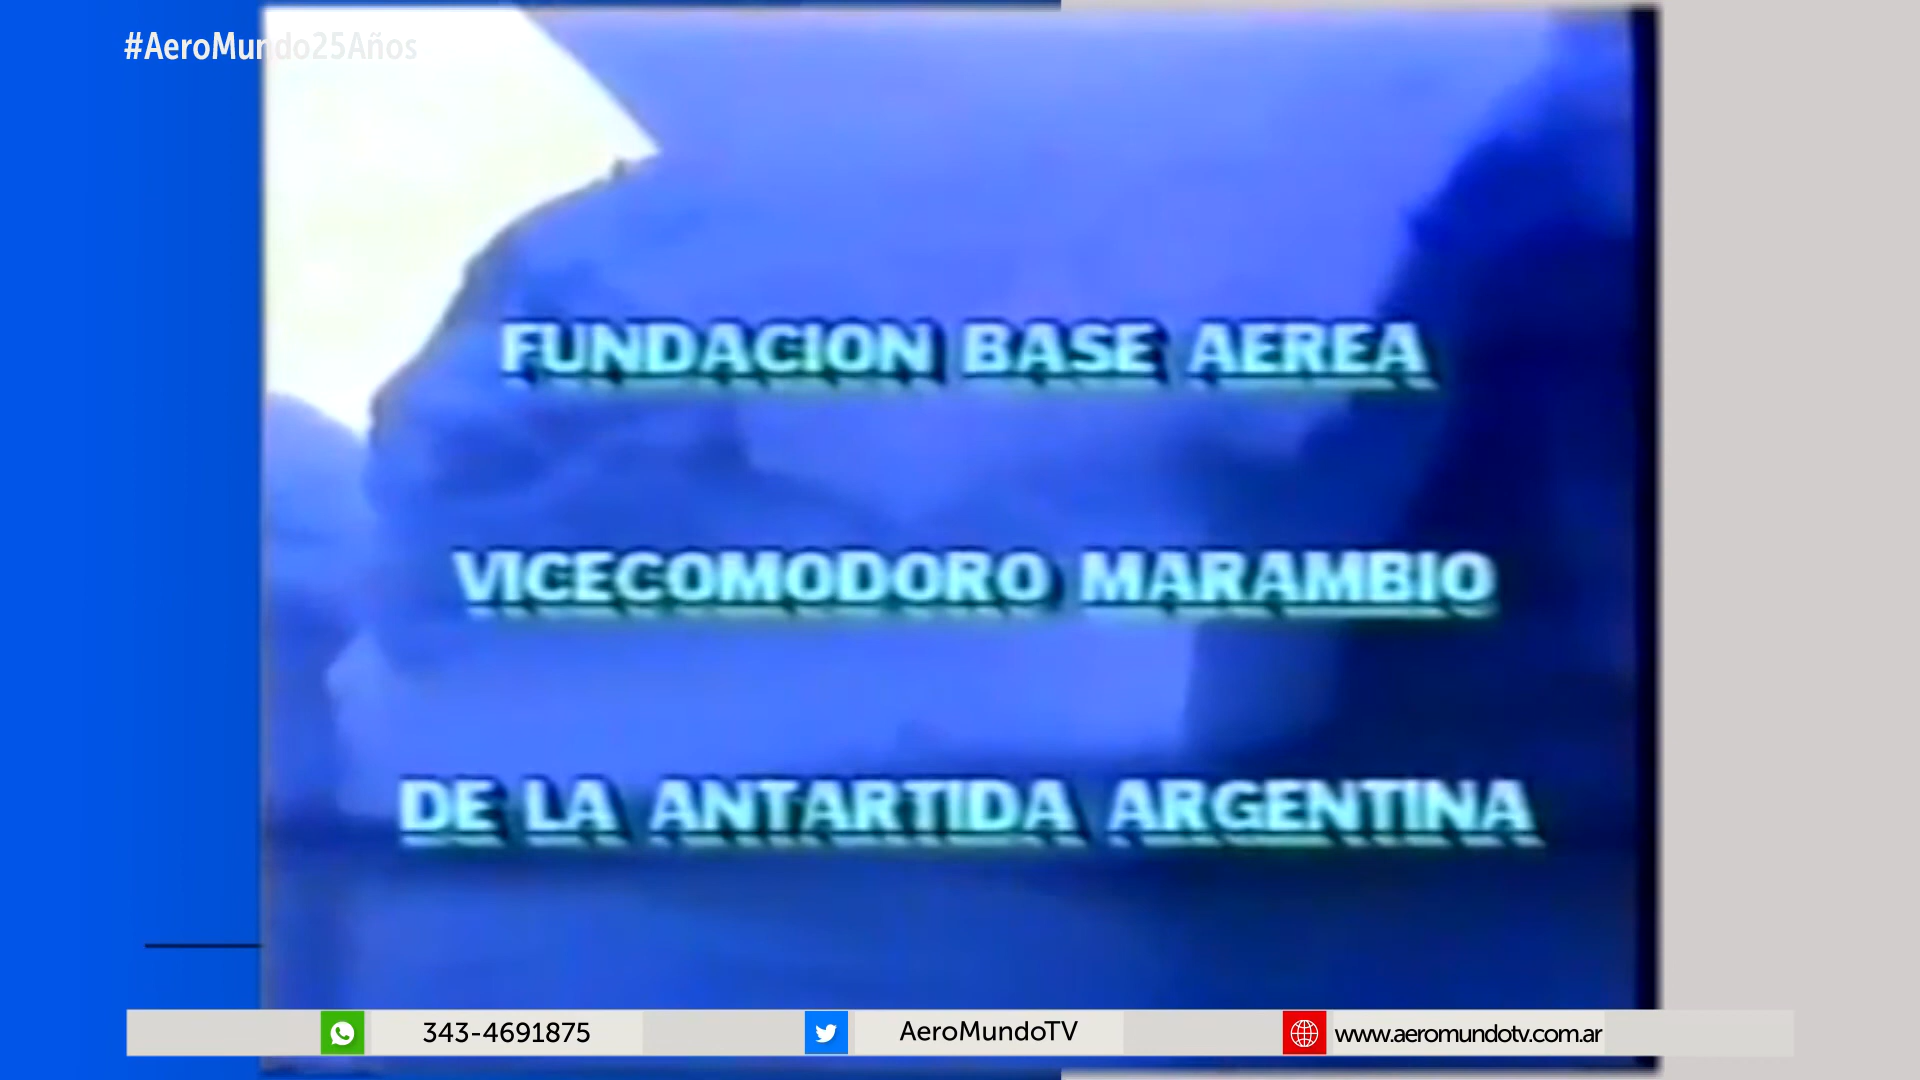 #AeroMundo25Años
FUNDACION BASE AEREA
VICECOMODORO MARAMBIO
DE LA ANTARTIDA ARGENTINA
343-4691875
AeroMundoTV
www.aeromundotv.com.ar